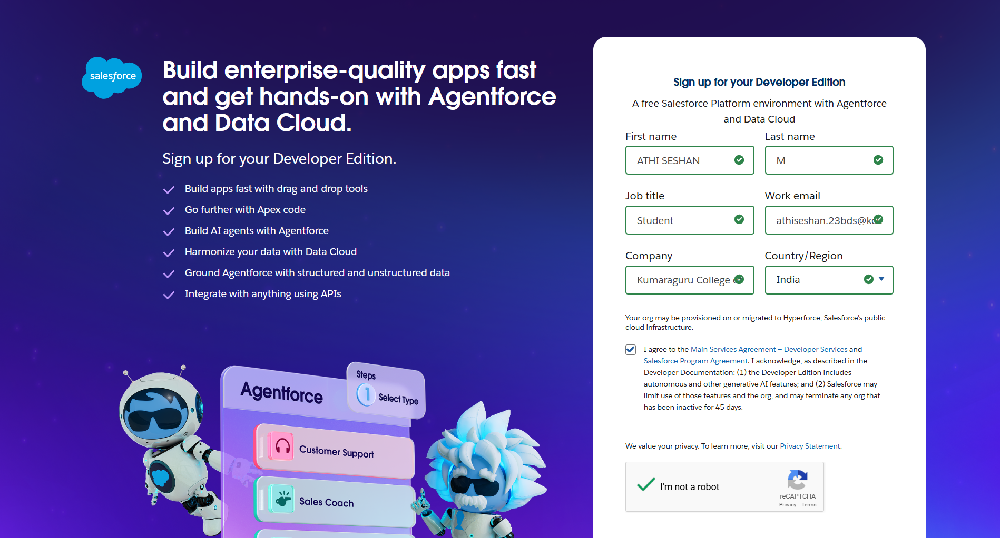 salesforce
Build enterprise-quality apps fast
and get hands-on with Agentforce
and Data Cloud.
Sign up for your Developer Edition.
Build apps fast with drag-and-drop tools
Go further with Apex code
Build AI agents with Agentforce
Harmonize your data with Data Cloud
Ground Agentforce with structured and unstructured data
Integrate with anything using APIs
Agentforce
Steps
1
Select Type
Customer Support
Sales Coach
Sign up for your Developer Edition
A free Salesforce Platform environment with Agentforce
and Data Cloud
First name
Last name
ATHI SESHAN
M
Job title
Work email
Student
Company
Country/Region
Kumaraguru College
India
Your org may be provisioned on or migrated to Hyperforce, Salesforce's public
cloud infrastructure.
I agree to the Main Services Agreement – Developer Services and
Salesforce Program Agreement. I acknowledge, as described in the
Developer Documentation: (1) the Developer Edition includes
autonomous and other generative AI features; and (2) Salesforce may
limit use of those features and the org, and may terminate any org that
has been inactive for 45 days.
We value your privacy. To learn more, visit our Privacy Statement.
I'm not a robot
reCAPTCHA
Privacy - Terms